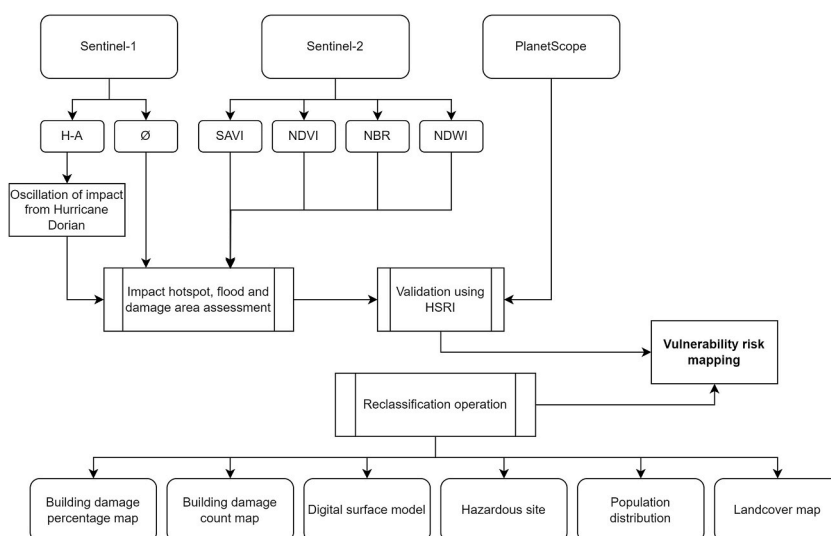 Sentinel-1
Sentinel-2
PlanetScope
H-A
Ø
SAVI
NDVI
NBR
NDWI
Oscillation of impact
from Hurricane
Dorian
Impact hotspot, flood and
damage area assessment
Validation using
HSRI
Vulnerability risk
mapping
Reclassification operation
Building damage
percentage map
Building damage
count map
Digital surface model
Hazardous site
Population
distribution
Landcover map